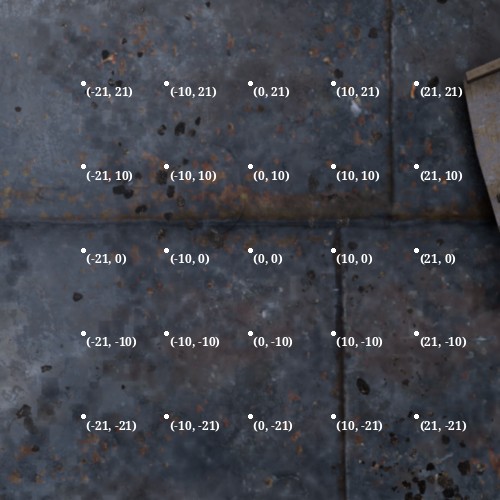 (-21, 21) (-10, 21) (0, 21) (10, 21) (21, 21)
(-21, 10) (-10, 10) (0, 10) (10, 10) (21, 10)
(-21, 0) (-10, 0) (0, 0) (10, 0) (21, 0)
(-21, -10) (-10, -10) (0, -10) (10, -10) (21, -10)
(-21, -21) (-10, -21) (0, -21) (10, -21) (21, -21)